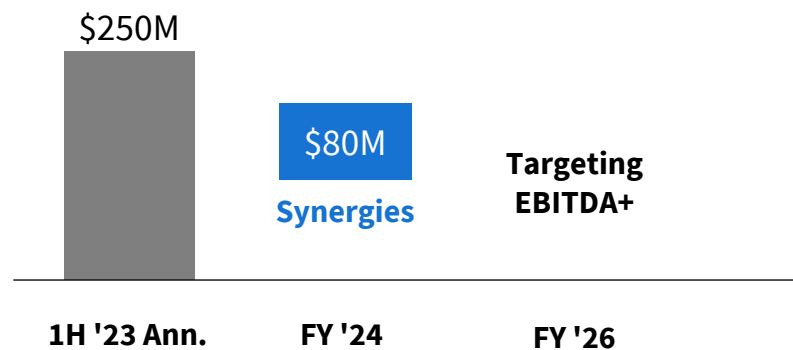 $250M
$80M
Synergies
Targeting
EBITDA+
1H '23 Ann.
FY '24
FY '26